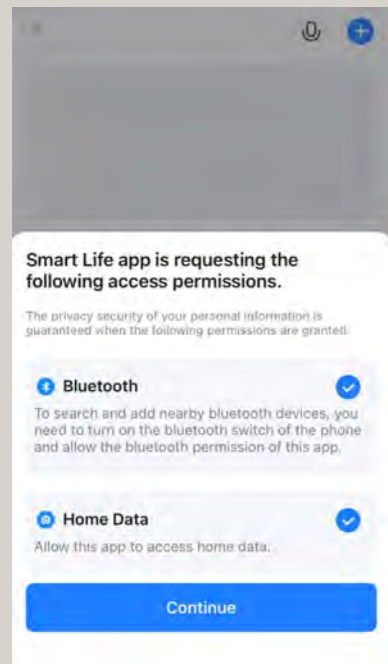 Smart Life app is requesting the
following access permissions.
The privacy security of your personal information is
guaranteed when the following permissions are granted.
Bluetooth
To search and add nearby bluetooth devices, you
need to turn on the bluetooth switch of the phone
and allow the bluetooth permission of this app.
Home Data
Allow this app to access home data.
Continue